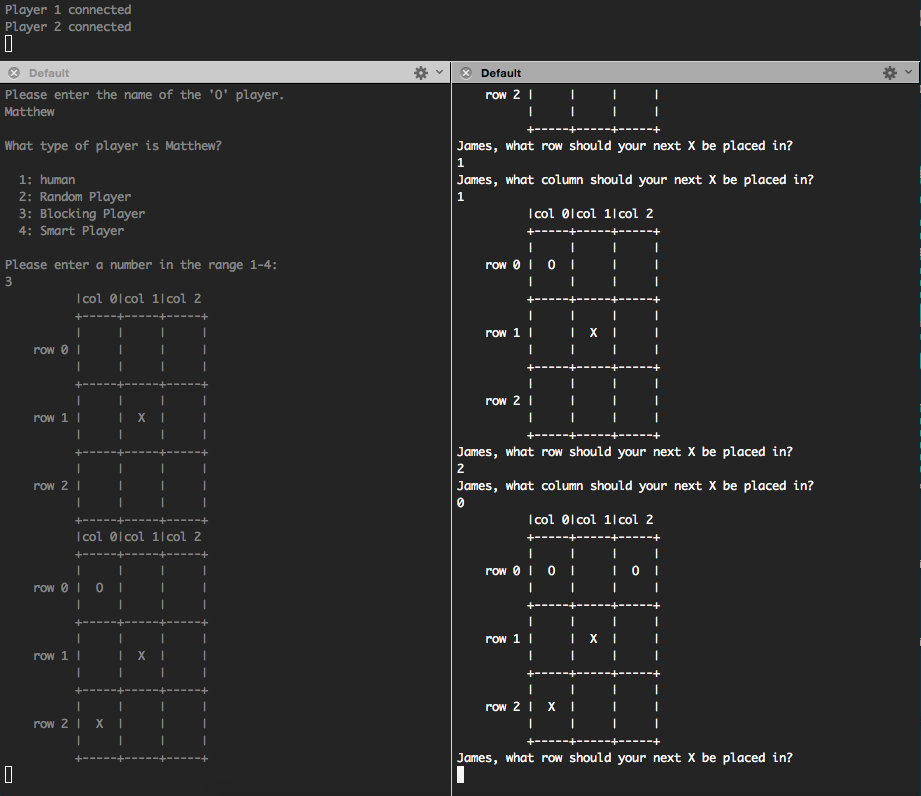 Player 1 connected
Player 2 connected
Default
Please enter the name of the 'O' player.
Matthew
What type of player is Matthew?
1: human
2: Random Player
3: Blocking Player
4: Smart Player
Please enter a number in the range 1-4:
3
|col 0|col 1|col 2
+-----+-----+-----+
|     |     |     |
row 0 |     |     |     |
|     |     |     |
+-----+-----+-----+
|     |     |     |
row 1 |     |  X  |     |
|     |     |     |
+-----+-----+-----+
|     |     |     |
row 2 |     |     |     |
|     |     |     |
+-----+-----+-----+
|col 0|col 1|col 2
+-----+-----+-----+
|     |     |     |
row 0 |  O  |     |     |
|     |     |     |
+-----+-----+-----+
|     |     |     |
row 1 |     |  X  |     |
|     |     |     |
+-----+-----+-----+
|     |     |     |
row 2 |  X  |     |     |
|     |     |     |
+-----+-----+-----+
Default
row 2 |     |     |     |
|     |     |     |
+-----+-----+-----+
James, what row should your next X be placed in?
1
James, what column should your next X be placed in?
1
|col 0|col 1|col 2
+-----+-----+-----+
|     |     |     |
row 0 |  O  |     |     |
|     |     |     |
+-----+-----+-----+
|     |     |     |
row 1 |     |  X  |     |
|     |     |     |
+-----+-----+-----+
|     |     |     |
row 2 |     |     |     |
|     |     |     |
+-----+-----+-----+
James, what row should your next X be placed in?
2
James, what column should your next X be placed in?
0
|col 0|col 1|col 2
+-----+-----+-----+
|     |     |     |
row 0 |  O  |     |  O  |
|     |     |     |
+-----+-----+-----+
|     |     |     |
row 1 |     |  X  |     |
|     |     |     |
+-----+-----+-----+
|     |     |     |
row 2 |  X  |     |     |
|     |     |     |
+-----+-----+-----+
James, what row should your next X be placed in?